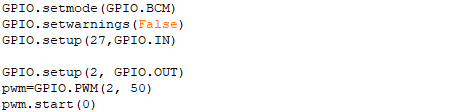 GPIO.setmode(GPIO.BCM)
GPIO.setwarnings(False)
GPIO.setup(27,GPIO.IN)
GPIO.setup(2, GPIO.OUT)
pwm=GPIO.PWM(2, 50)
pwm.start(0)